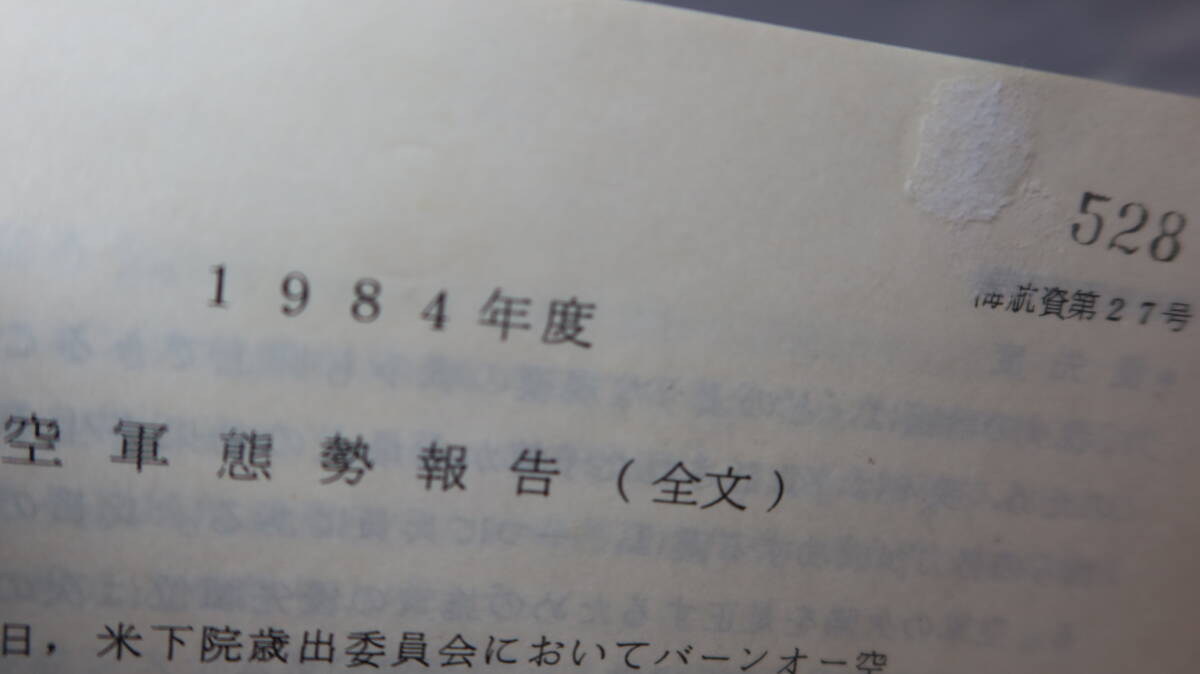 528
海航資第27号
1984年度
空軍態勢報告(全文)
日,米下院歳出委員会においてバーンオー空